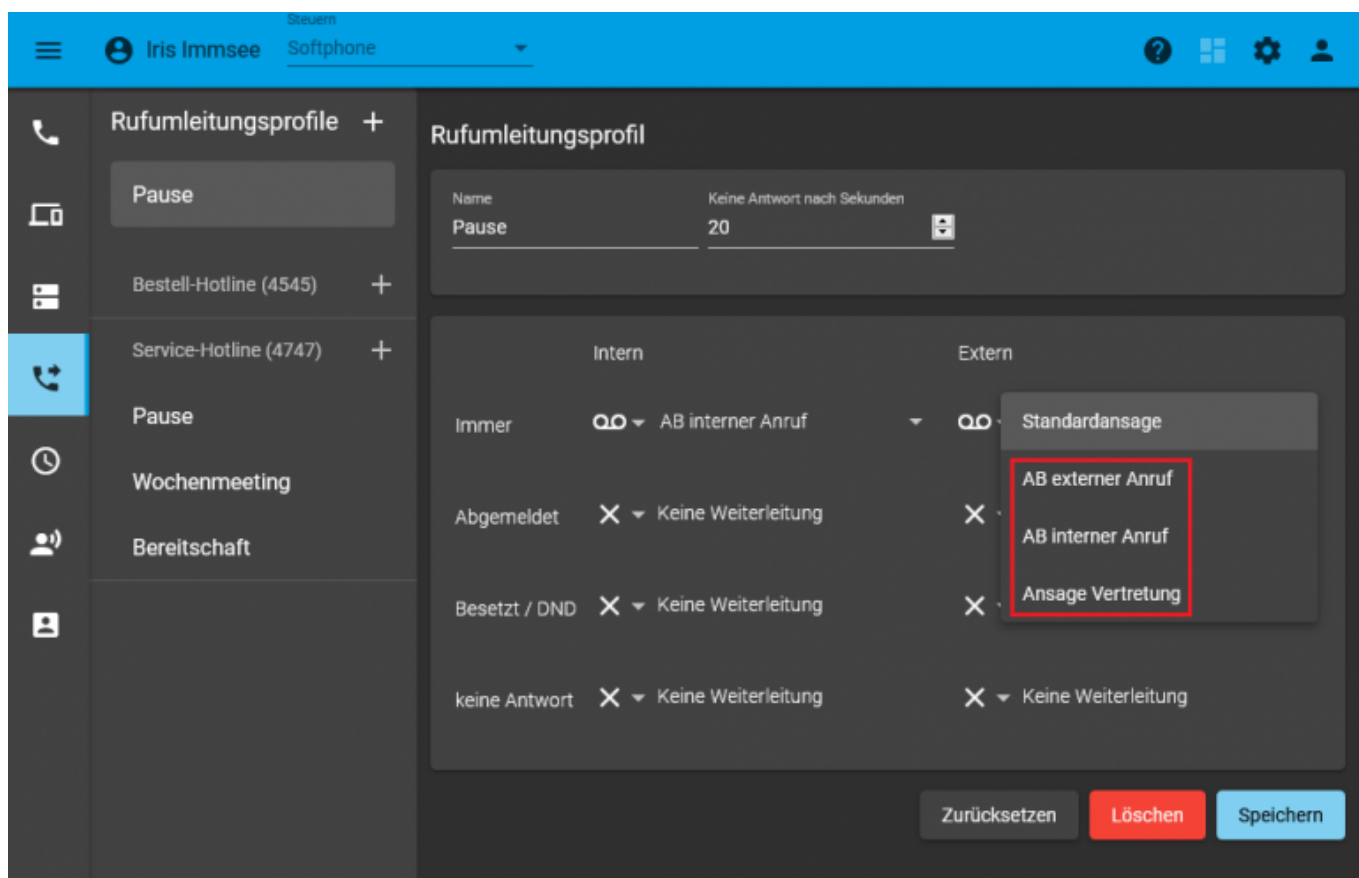 Steuern
Iris Immsee
Softphone
Rufumleitungsprofile
Pause
Bestell-Hotline (4545)
Service-Hotline (4747)
Pause
Wochenmeeting
Bereitschaft
Rufumleitungsprofil
Name
Keine Antwort nach Sekunden
Pause
20
Intern
Extern
Immer
AB interner Anruf
Standardansage
AB externer Anruf
AB interner Anruf
Ansage Vertretung
Abgemeldet
Keine Weiterleitung
Besetzt / DND
Keine Weiterleitung
keine Antwort
Keine Weiterleitung
Keine Weiterleitung
Zurücksetzen
Löschen
Speichern